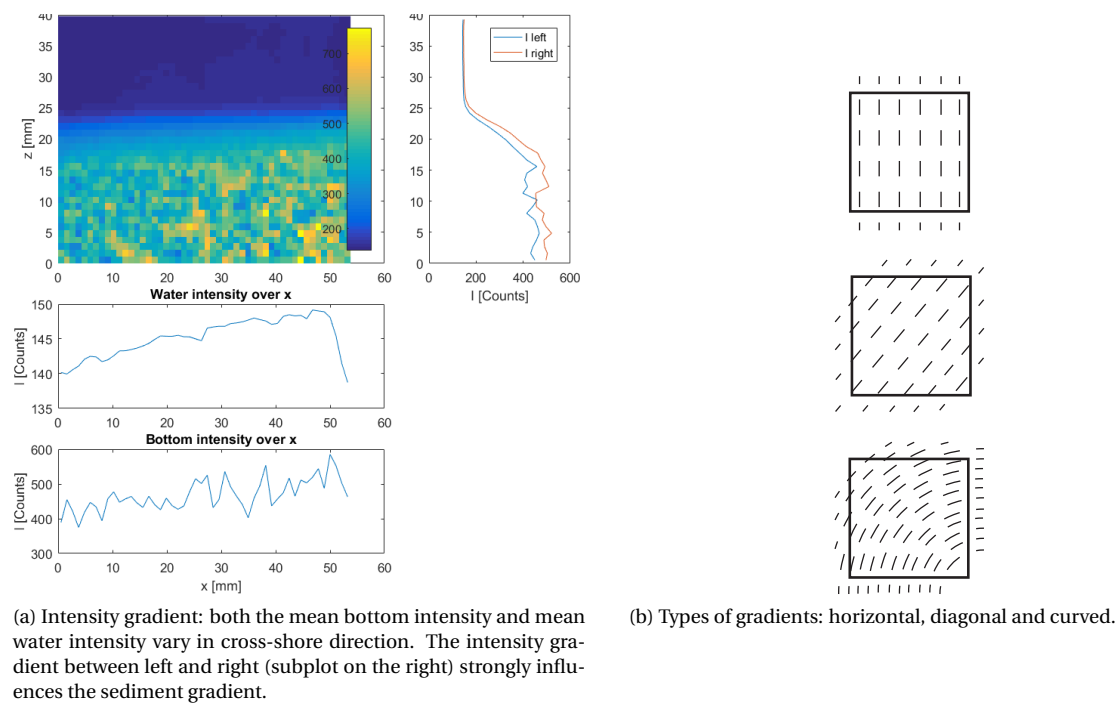 40
35
30
25
20
15
10
5
0
z [mm]
0 10 20 30 40 50 60
700
600
500
400
300
200
40
35
30
25
20
15
10
5
0
0 200 400 600
I [Counts]
I left
I right
Water intensity over x
150
145
140
135
I [Counts]
0 10 20 30 40 50 60
Bottom intensity over x
600
500
400
300
I [Counts]
0 10 20 30 40 50 60
x [mm]
(a) Intensity gradient: both the mean bottom intensity and mean
water intensity vary in cross-shore direction. The intensity gra-
dient between left and right (subplot on the right) strongly influ-
ences the sediment gradient.
(b) Types of gradients: horizontal, diagonal and curved.